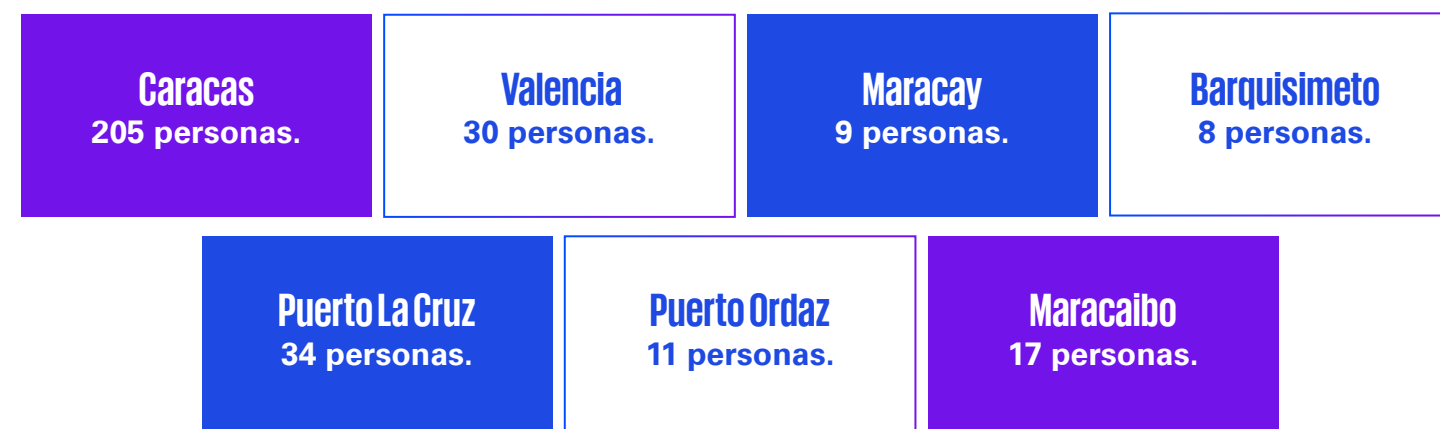 Caracas
205 personas.
Valencia
30 personas.
Maracay
9 personas.
Barquisimeto
8 personas.
Puerto La Cruz
34 personas.
Puerto Ordaz
11 personas.
Maracaibo
17 personas.